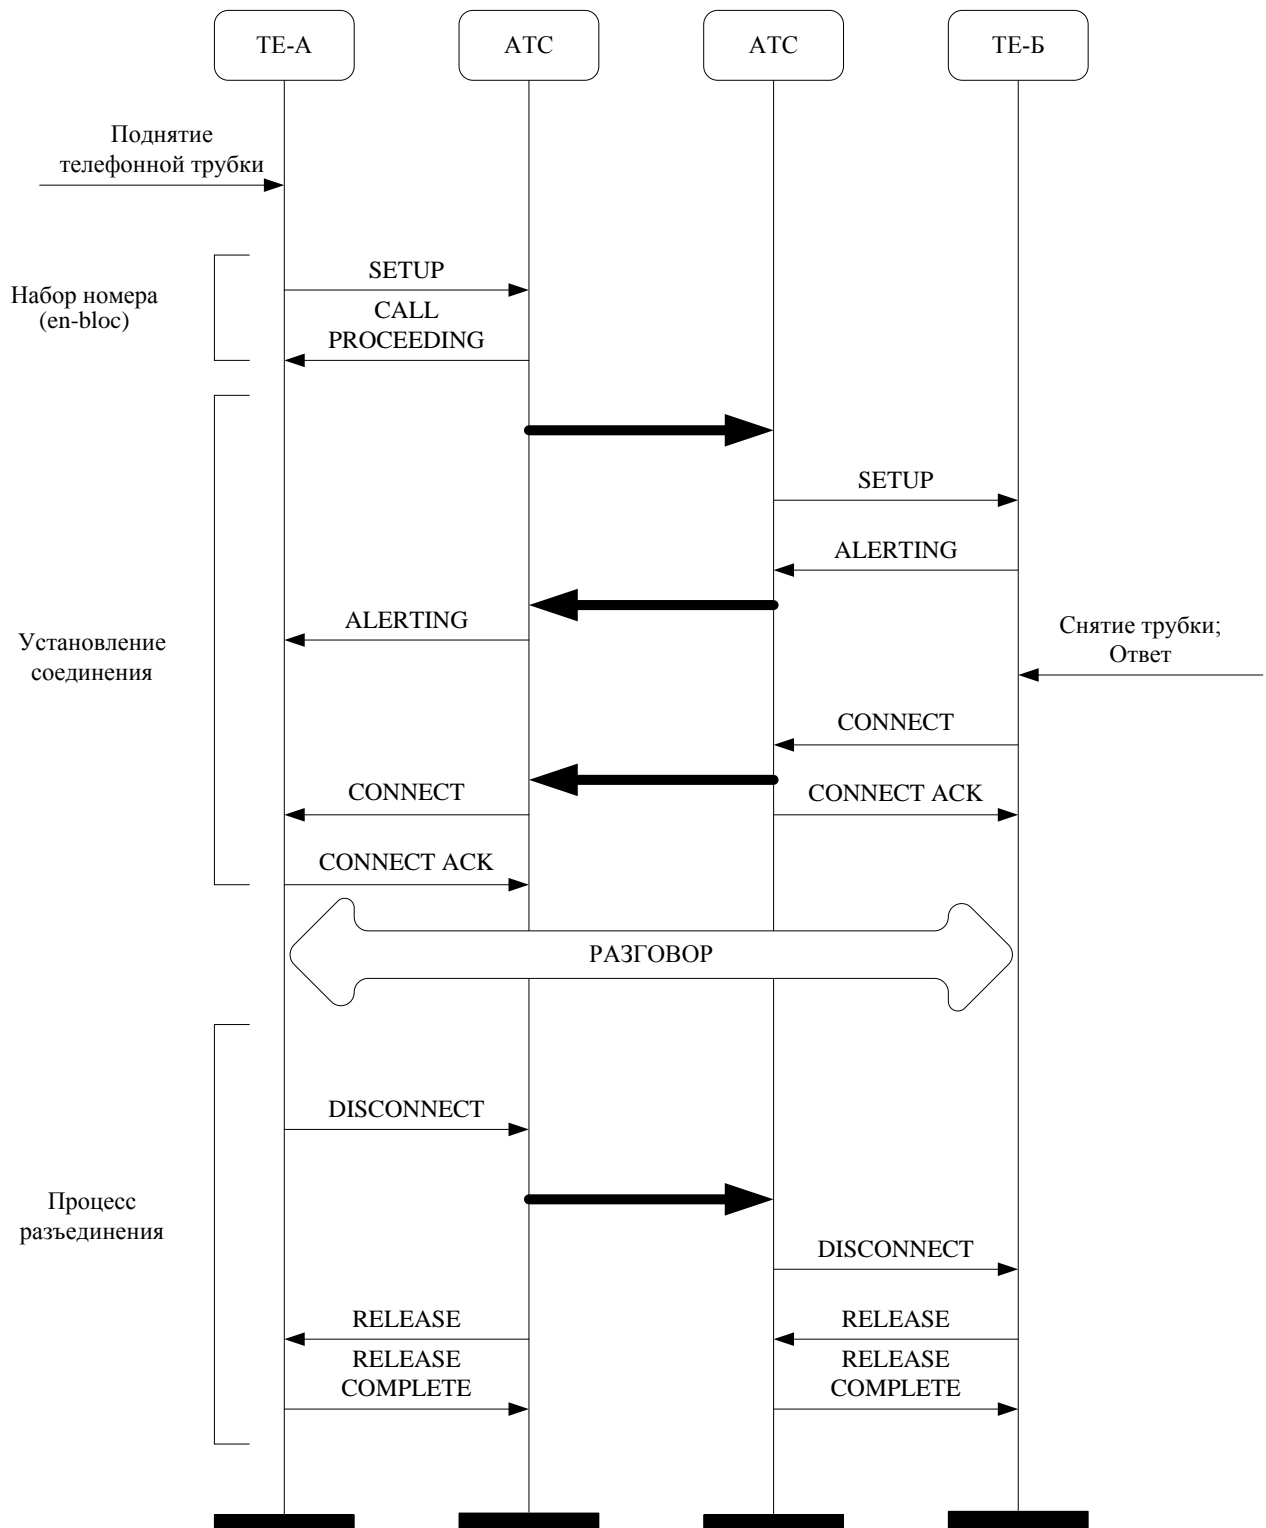 ТЕ-А
АТС
АТС
ТЕ-Б
Поднятие
телефонной трубки
SETUP
Набор номера
(en-bloc)
CALL
PROCEEDING
SETUP
ALERTING
ALERTING
Снятие трубки;
Ответ
Установление
соединения
CONNECT
CONNECT
CONNECT ACK
CONNECT ACK
РАЗГОВОР
DISCONNECT
Процесс
разъединения
DISCONNECT
RELEASE
RELEASE
RELEASE
COMPLETE
RELEASE
COMPLETE